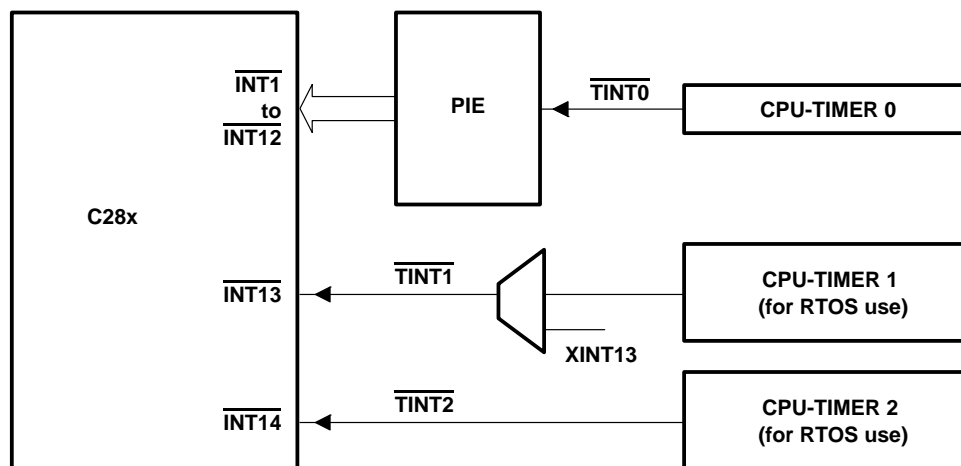 INT1
to
INT12
PIE
TINT0
CPU-TIMER 0
C28x
INT13
TINT1
XINT13
CPU-TIMER 1
(for RTOS use)
INT14
TINT2
CPU-TIMER 2
(for RTOS use)